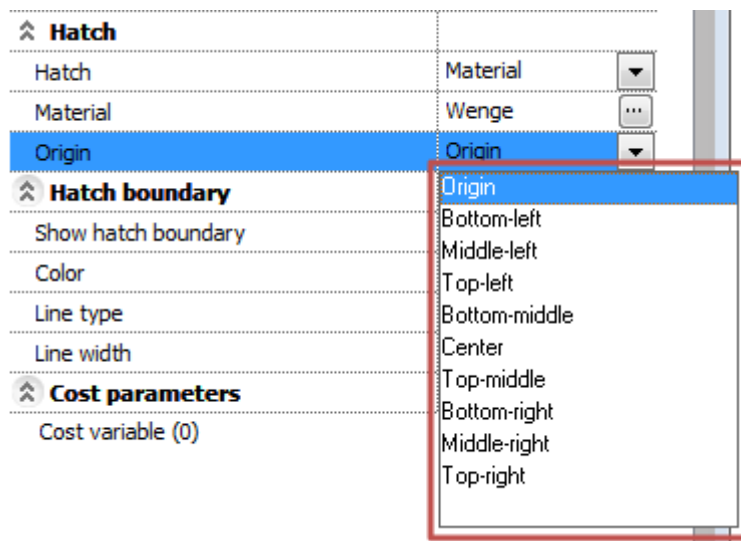 Hatch
Hatch Material
Material Wenge ...
Origin Origin
Origin
Hatch boundary
Bottom-left
Show hatch boundary
Middle-left
Color
Top-left
Line type
Bottom-middle
Line width
Center
Cost parameters
Top-middle
Bottom-right
Cost variable (0)
Middle-right
Top-right